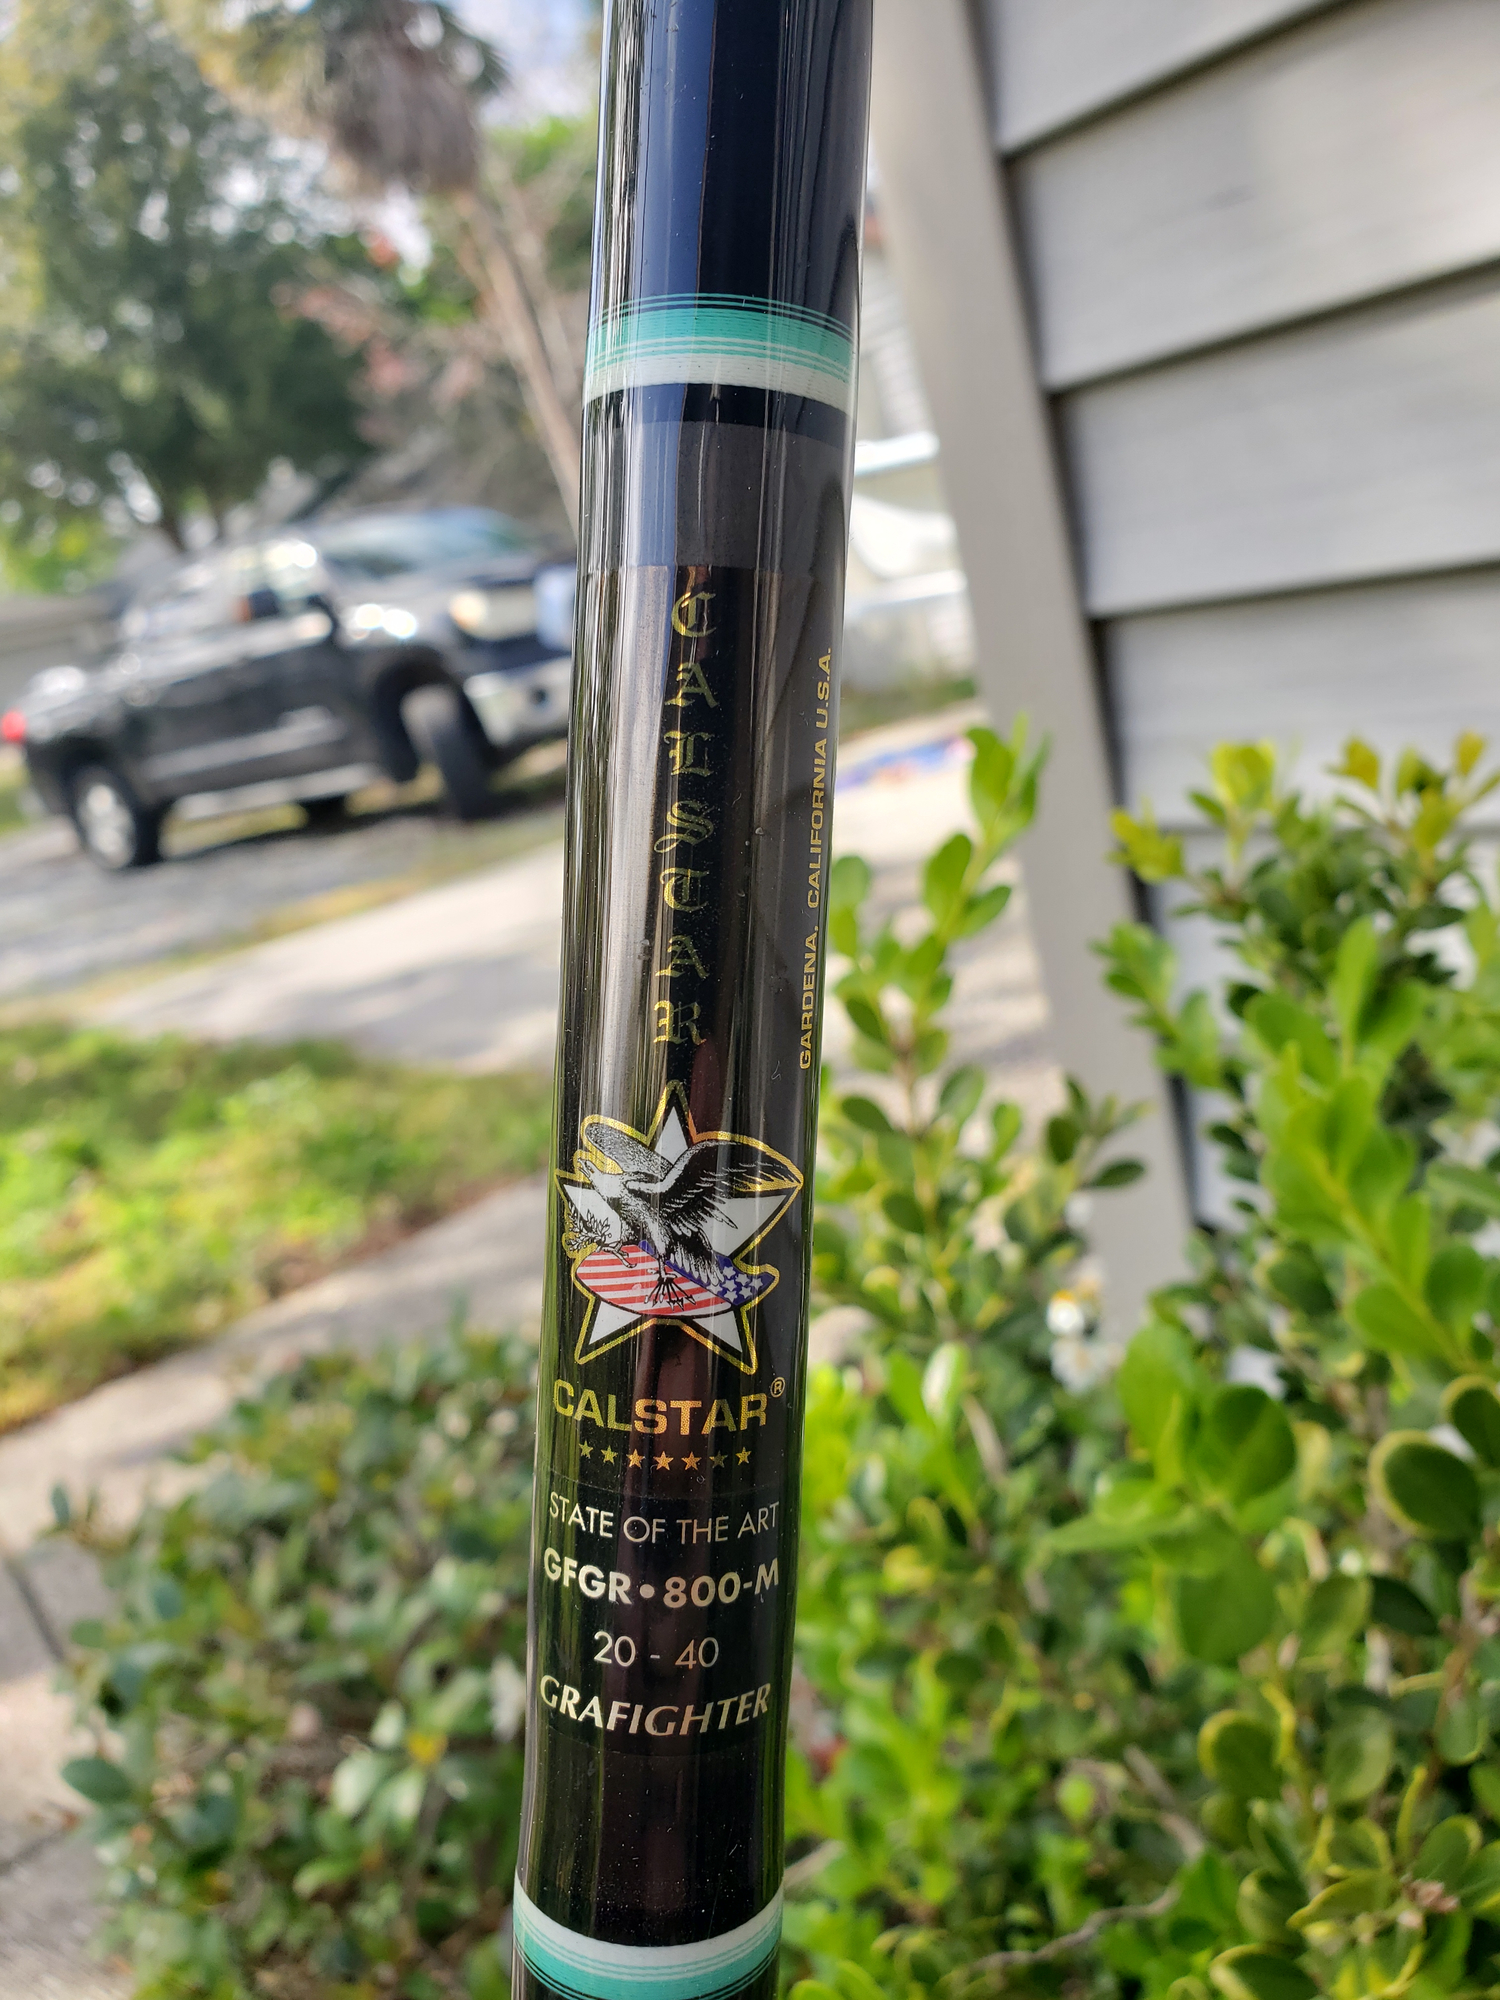 CALSTAR
GARDENA, CALIFORNIA U.S.A.
CALSTAR®
STATE OF THE ART
GFGR • 800-M
20 - 40
GRAFIGHTER